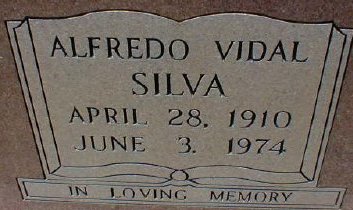 ALFREDO VIDAL
SILVA
APRIL 28. 1910
JUNE 3. 1974
IN LOVING MEMORY